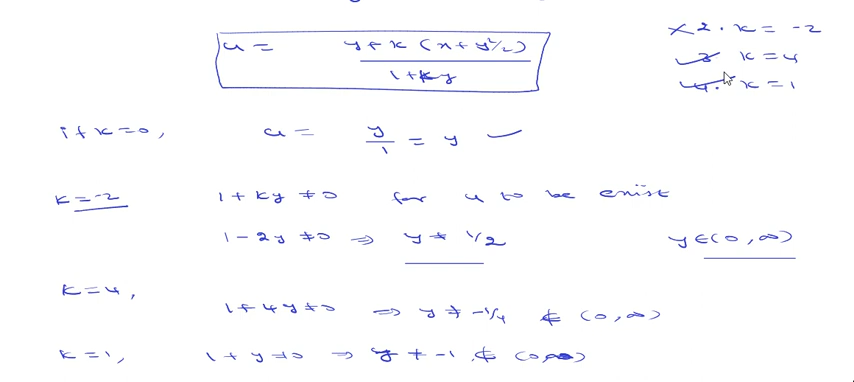 u = y + k (x + y²/2) / 1 + ky
× 2. k = -2
3 k = 4
4. k = 1
if k = 0, u = y/1 = y ✓
k = -2 1 + ky ≠ 0 for u to be exist
1 - 2y ≠ 0 ⇒ y ≠ 1/2 y ∈ (0, ∞)
k = 4,
1 + 4y ≠ 0 ⇒ y ≠ -1/4 ∉ (0, ∞)
k = 1, 1 + y ≠ 0 ⇒ y ≠ -1 ∉ (0, ∞)